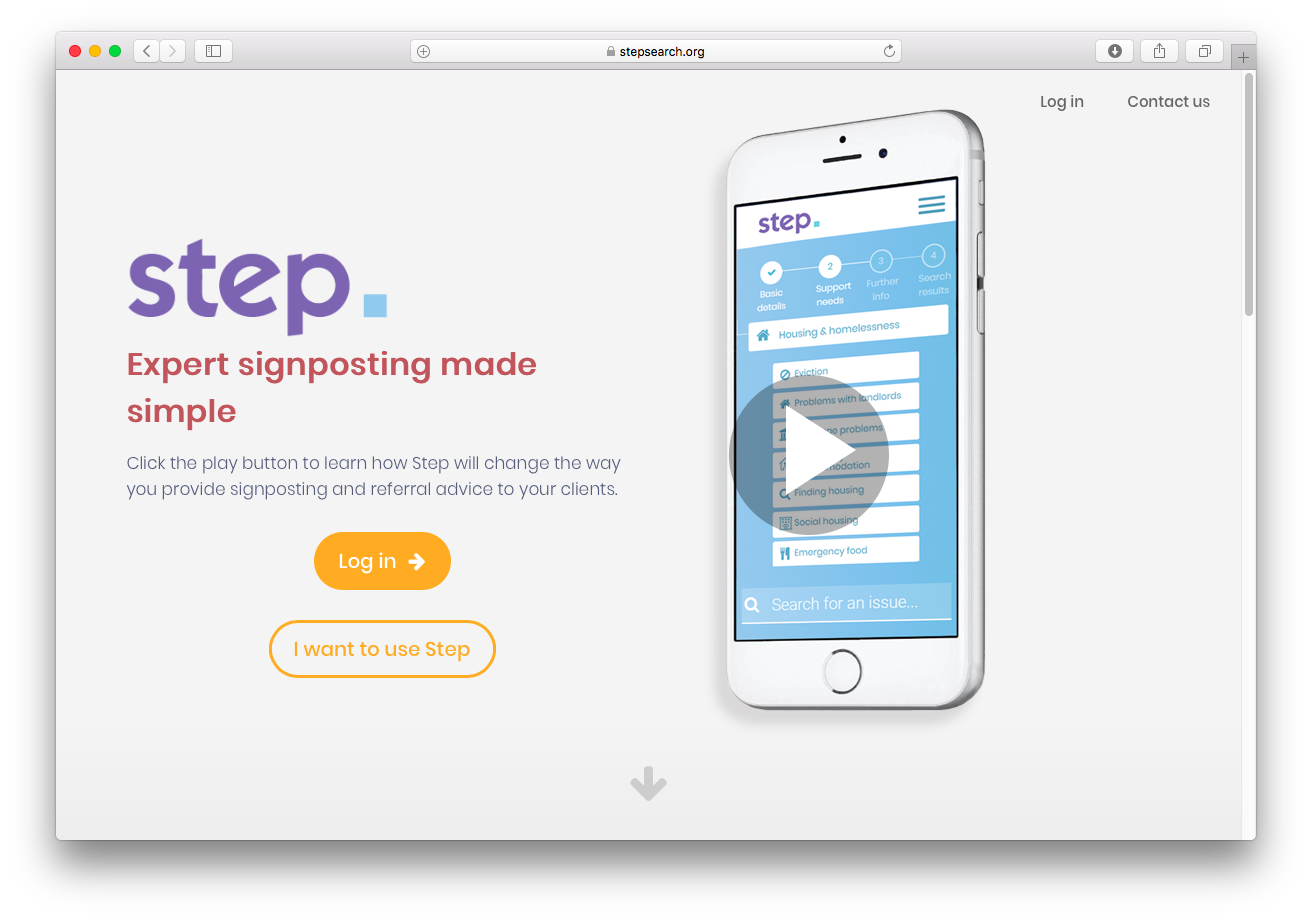 stepsearch.org
Log in
Contact us
step.
Expert signposting made
simple
Click the play button to learn how Step will change the way
you provide signposting and referral advice to your clients.
Log in
I want to use Step
step.
2
3
4
Basic
details
Support
needs
Further
info
Search
results
Housing & homelessness
Eviction
Problems with landlords
problems
Finding housing
Social housing
Emergency food
Search for an issue...